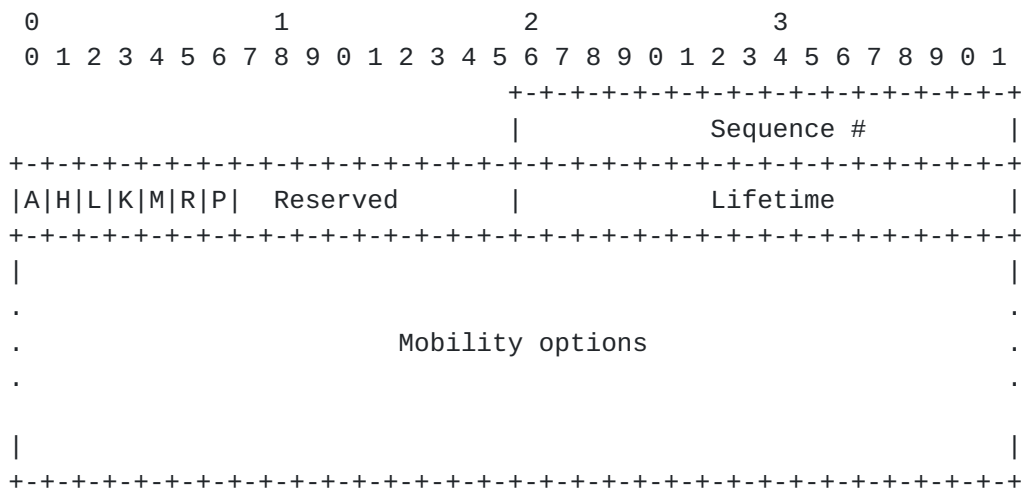 0                   1                   2                   3
 0 1 2 3 4 5 6 7 8 9 0 1 2 3 4 5 6 7 8 9 0 1 2 3 4 5 6 7 8 9 0 1
                                +-+-+-+-+-+-+-+-+-+-+-+-+-+-+-+-+
                                |            Sequence #         |
+-+-+-+-+-+-+-+-+-+-+-+-+-+-+-+-+-+-+-+-+-+-+-+-+-+-+-+-+-+-+-+-+
|A|H|L|K|M|R|P|  Reserved       |            Lifetime           |
+-+-+-+-+-+-+-+-+-+-+-+-+-+-+-+-+-+-+-+-+-+-+-+-+-+-+-+-+-+-+-+-+
|                                                               |
.                                                               .
.                        Mobility options                       .
.                                                               .
|                                                               |
+-+-+-+-+-+-+-+-+-+-+-+-+-+-+-+-+-+-+-+-+-+-+-+-+-+-+-+-+-+-+-+-+